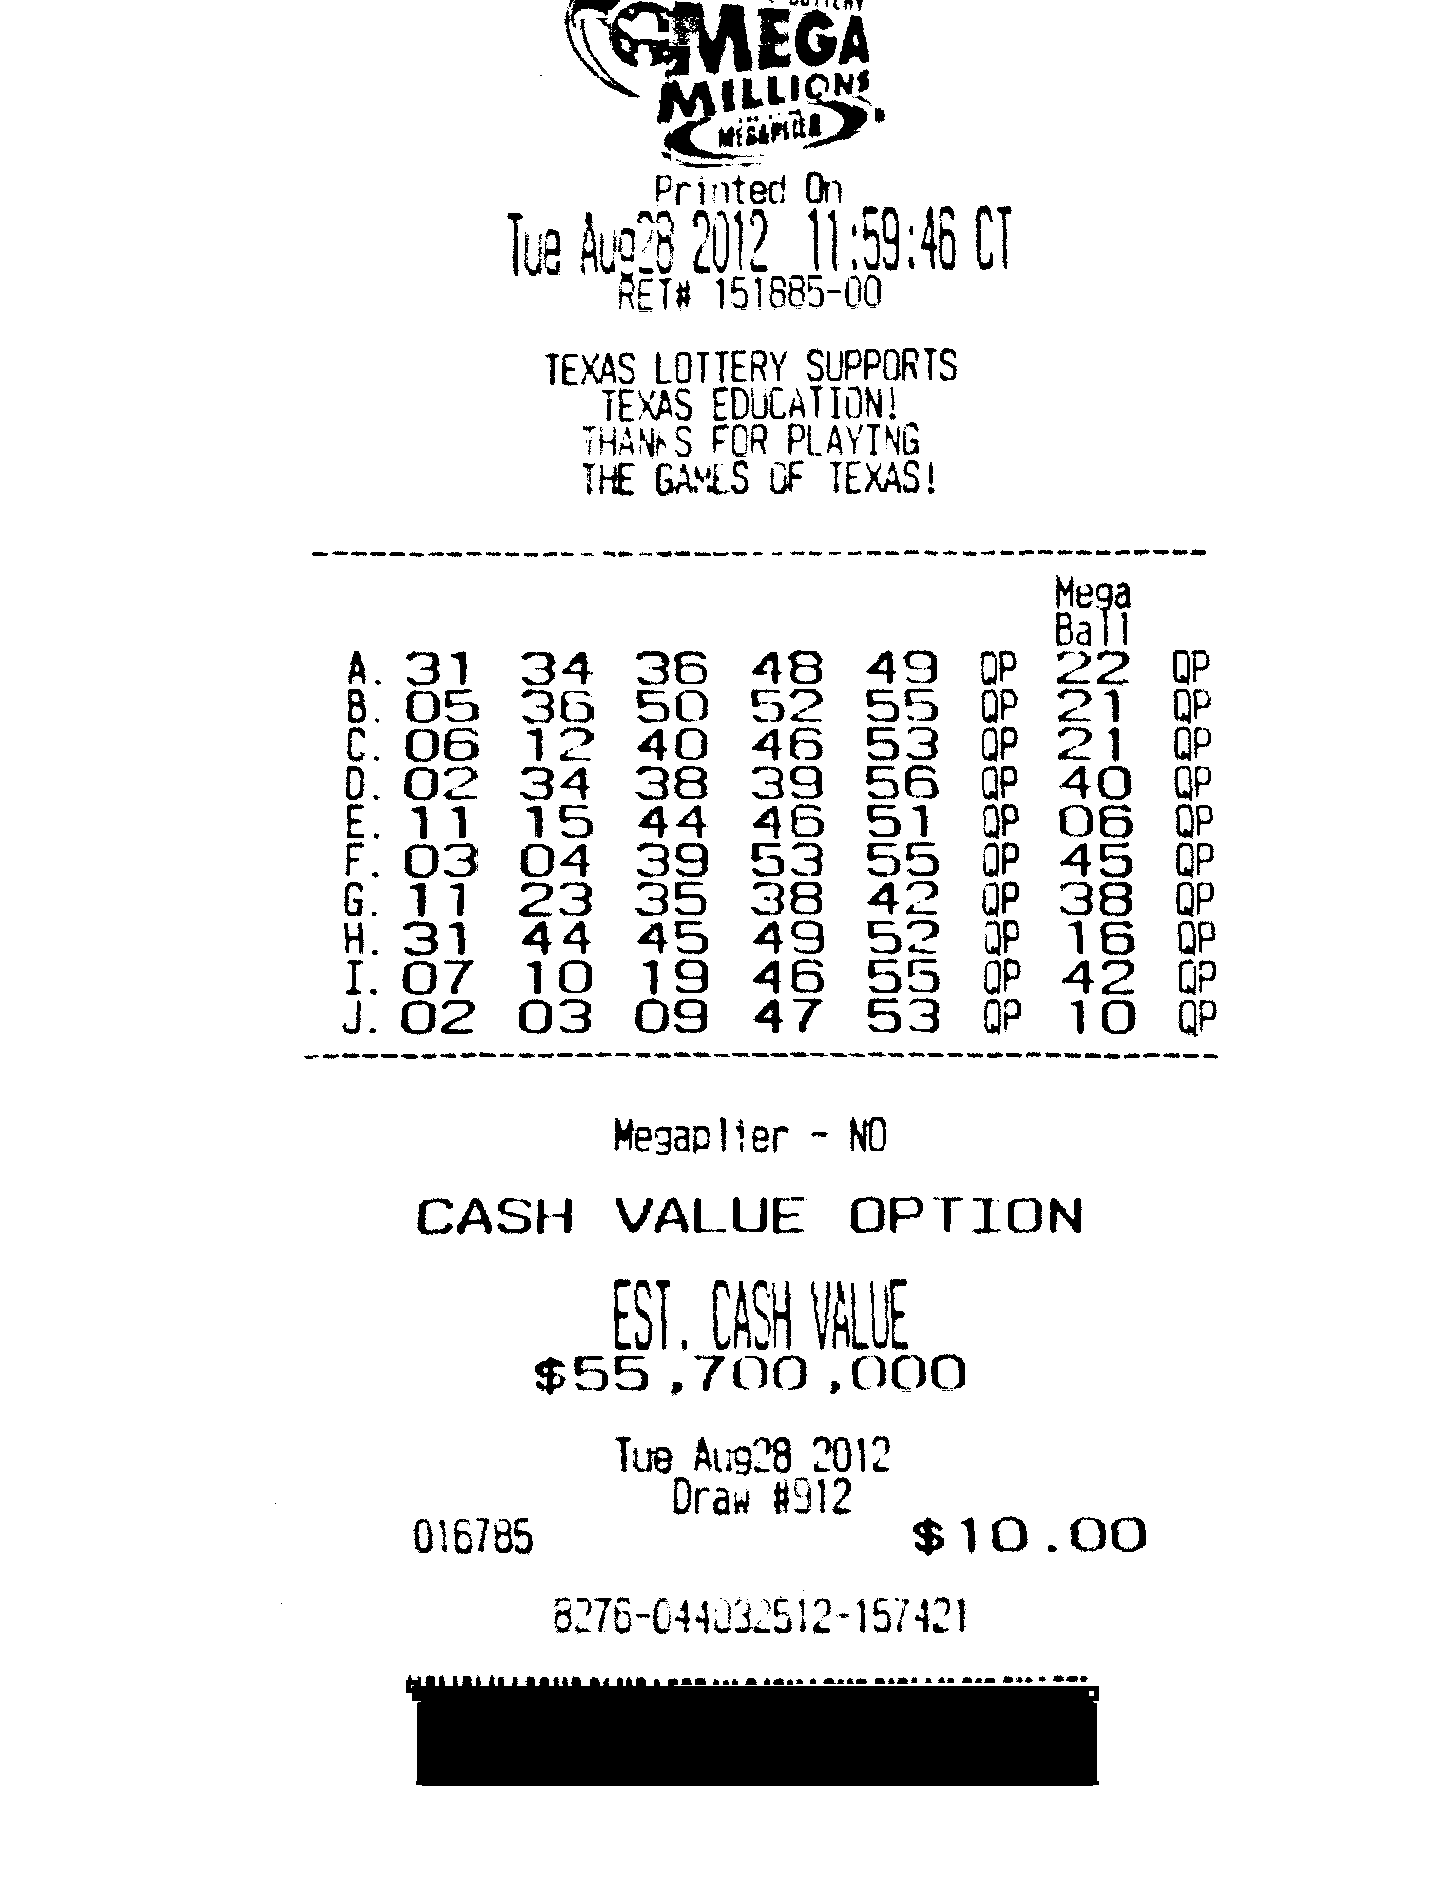 LOTTERY
MEGA
MILLIONS
MEGAPLIER
Printed On
Tue Aug28 2012 11:59:46 CT
RET# 151885-00
TEXAS LOTTERY SUPPORTS
TEXAS EDUCATION!
THANKS FOR PLAYING
THE GAMES OF TEXAS!
Mega
Ball
A. 31 34 36 48 49 QP 22 QP
B. 05 36 50 52 55 QP 21 QP
C. 06 12 40 46 53 QP 21 QP
D. 02 34 38 39 56 QP 40 QP
E. 11 15 44 46 51 QP 06 QP
F. 03 04 39 53 55 QP 45 QP
G. 11 23 35 38 42 QP 38 QP
H. 31 44 45 49 52 QP 16 QP
I. 07 10 19 46 55 QP 42 QP
J. 02 03 09 47 53 QP 10 QP
Megaplier - NO
CASH VALUE OPTION
EST. CASH VALUE
$55,700,000
Tue Aug28 2012
Draw #912
016785 $10.00
8276-044032512-157421